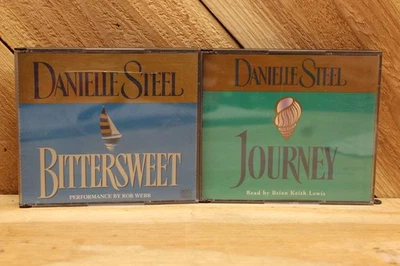 DANIELLE STEEL
BITTERSWEET
PERFORMANCE BY ROB WEBB
DANIELLE STEEL
JOURNEY
Read by Brian Keith Lewis